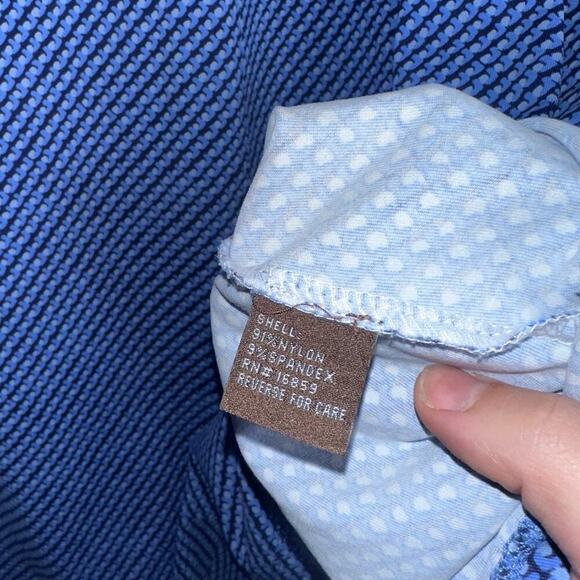 SHELL
91%NYLON
9%SPANDEX
RN# 16859
REVERSE FOR CARE